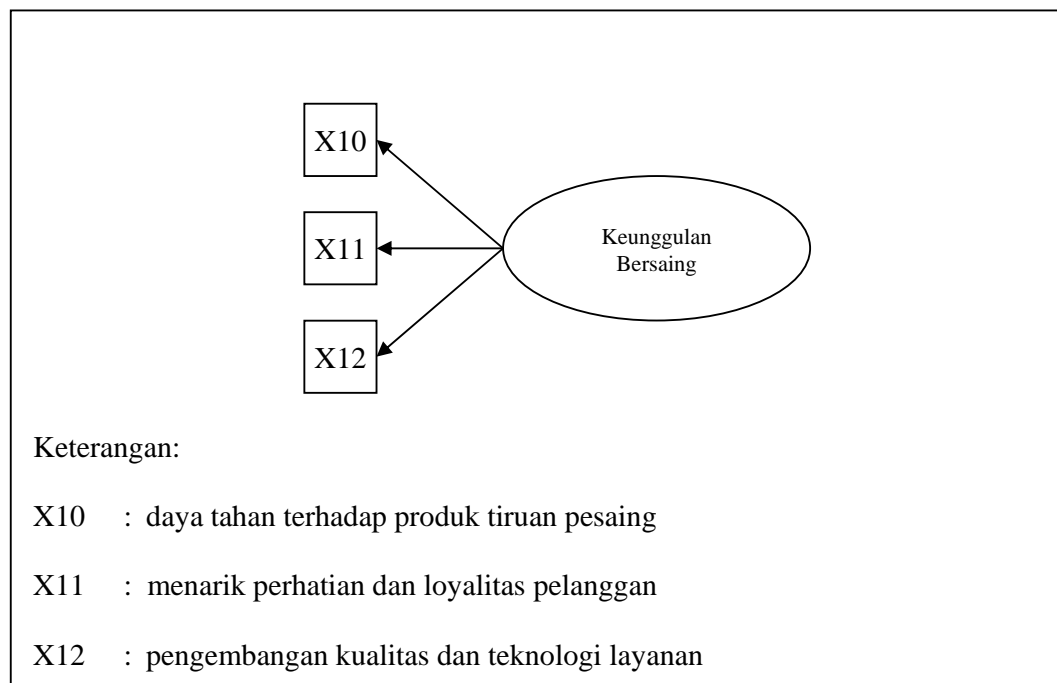 X10
X11
Keunggulan
Bersaing
X12
Keterangan:
X10 : daya tahan terhadap produk tiruan pesaing
X11 : menarik perhatian dan loyalitas pelanggan
X12 : pengembangan kualitas dan teknologi layanan